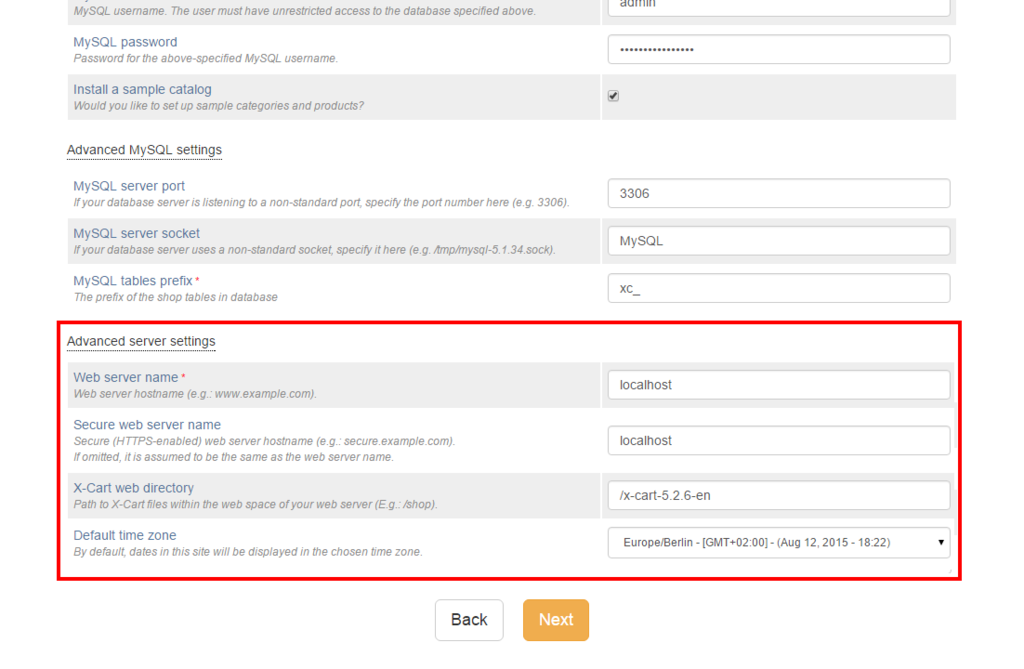 MySQL username. The user must have unrestricted access to the database specified above.
admin
MySQL password
Password for the above-specified MySQL username.
••••••••••••••••
Install a sample catalog
Would you like to set up sample categories and products?
Advanced MySQL settings
MySQL server port
If your database server is listening to a non-standard port, specify the port number here (e.g. 3306).
3306
MySQL server socket
If your database server uses a non-standard socket, specify it here (e.g. /tmp/mysql-5.1.34.sock).
MySQL
MySQL tables prefix *
The prefix of the shop tables in database
xc_
Advanced server settings
Web server name *
Web server hostname (e.g.: www.example.com).
localhost
Secure web server name
Secure (HTTPS-enabled) web server hostname (e.g.: secure.example.com).
If omitted, it is assumed to be the same as the web server name.
localhost
X-Cart web directory
Path to X-Cart files within the web space of your web server (E.g.: /shop).
/x-cart-5.2.6-en
Default time zone
By default, dates in this site will be displayed in the chosen time zone.
Europe/Berlin - [GMT+02:00] - (Aug 12, 2015 - 18:22)
Back
Next